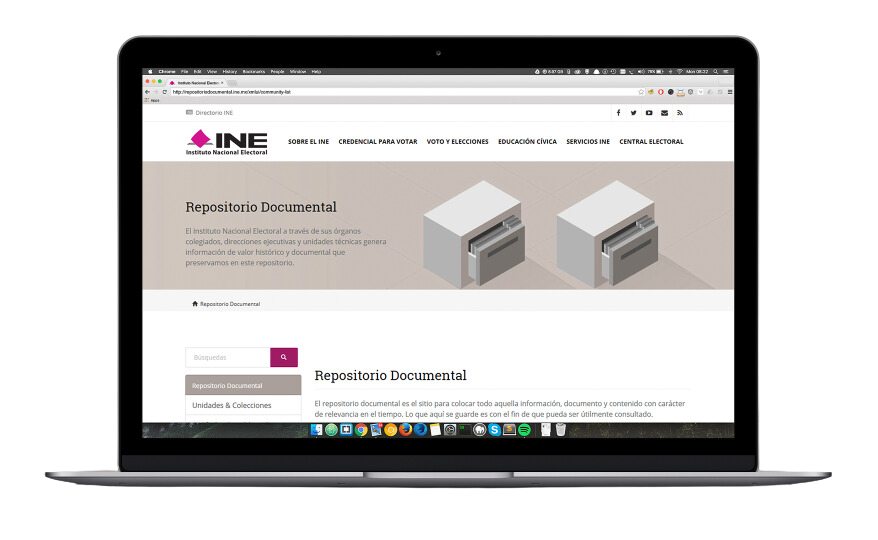 Chrome File Edit View History Bookmarks People Window Help
Mon 08:22
Instituto Nacional Elector
http://repositoriodocumental.ine.mx/xmlui/community-list
Apps
Directorio INE
INE
Instituto Nacional Electoral
SOBRE EL INE CREDENCIAL PARA VOTAR VOTO Y ELECCIONES EDUCACIÓN CÍVICA SERVICIOS INE CENTRAL ELECTORAL
Repositorio Documental
El Instituto Nacional Electoral a través de sus órganos
colegiados, direcciones ejecutivas y unidades técnicas genera
información de valor histórico y documental que
preservamos en este repositorio.
Repositorio Documental
Búsquedas
Repositorio Documental
Unidades & Colecciones
Repositorio Documental
El repositorio documental es el sitio para colocar todo aquella información, documento y contenido con carácter
de relevancia en el tiempo. Lo que aquí se guarde es con el fin de que pueda ser útilmente consultado.